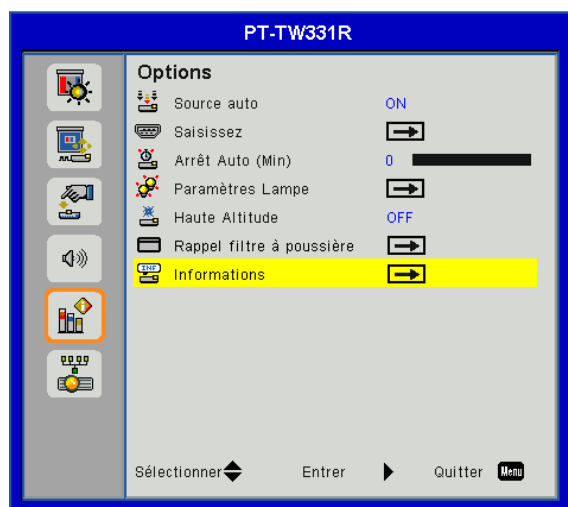 PT-TW331R
Options
Source auto ON
Saisissez
Arrêt Auto (Min) 0
Paramètres Lampe
Haute Altitude OFF
Rappel filtre à poussière
INF Informations
Sélectionner Entrer Quitter Menu